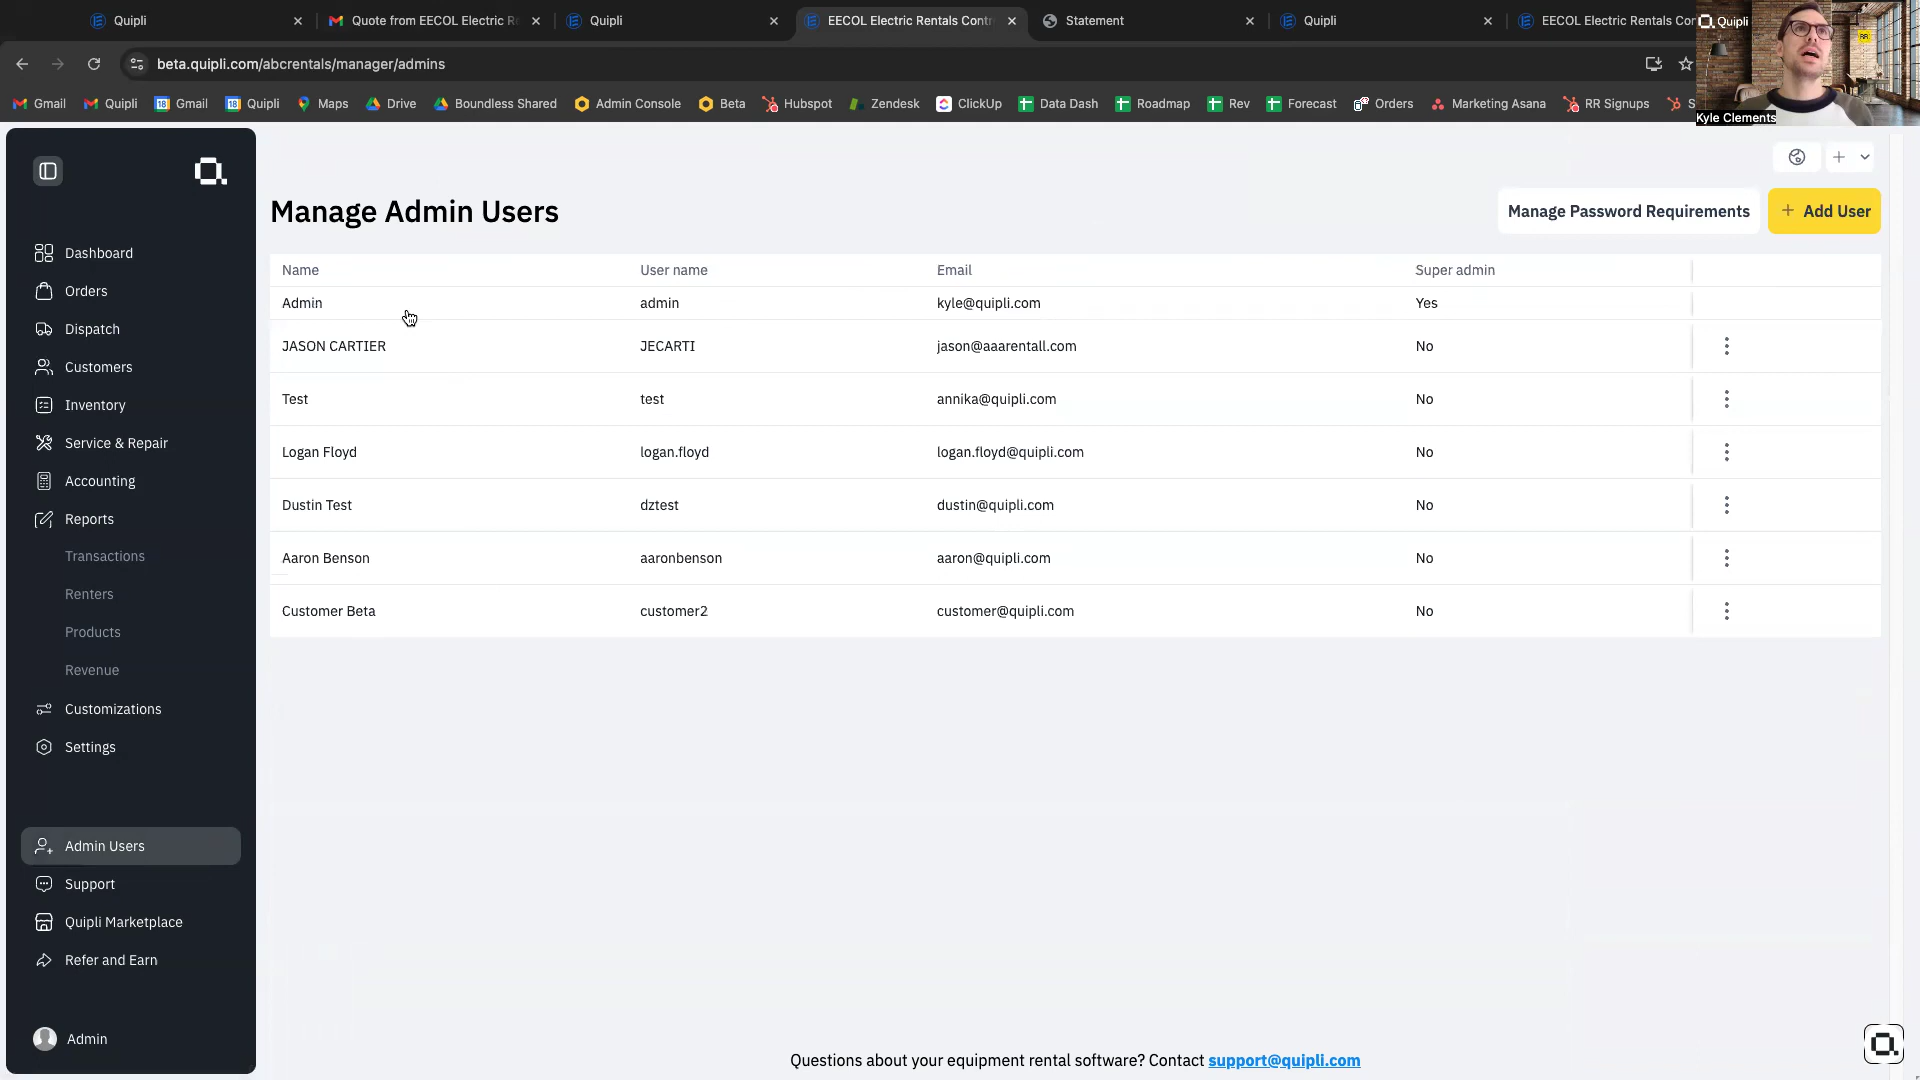 Quipli
Quote from EECOL Electric R
Quipli
EECOL Electric Rentals Contr
Statement
Quipli
EECOL Electric Rentals Cor
Quipli
beta.quipli.com/abcrentals/manager/admins
Gmail
Quipli
Gmail
Quipli
Maps
Drive
Boundless Shared
Admin Console
Beta
Hubspot
Zendesk
ClickUp
Data Dash
Roadmap
Rev
Forecast
Orders
Marketing Asana
RR Signups
S
Kyle Clements
Manage Admin Users
Manage Password Requirements
+ Add User
Dashboard
Orders
Dispatch
Customers
Inventory
Service & Repair
Accounting
Reports
Transactions
Renters
Products
Revenue
Customizations
Settings
Admin Users
Support
Quipli Marketplace
Refer and Earn
Admin
Name User name Email Super admin
Admin admin kyle@quipli.com Yes
JASON CARTIER JECARTI jason@aaarentall.com No
Test test annika@quipli.com No
Logan Floyd logan.floyd logan.floyd@quipli.com No
Dustin Test dztest dustin@quipli.com No
Aaron Benson aaronbenson aaron@quipli.com No
Customer Beta customer2 customer@quipli.com No
Questions about your equipment rental software? Contact support@quipli.com